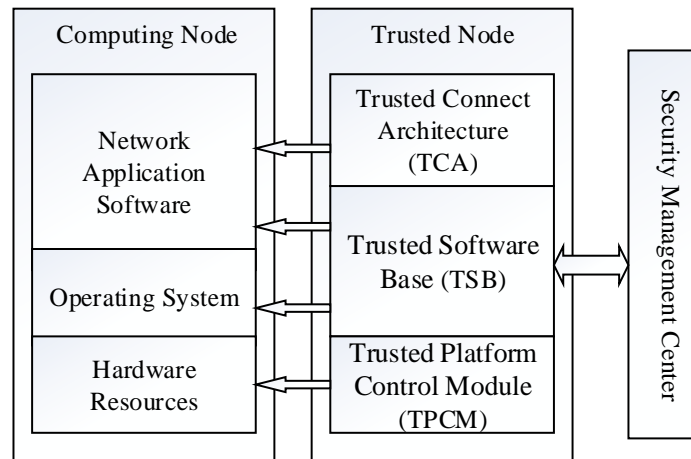 Computing Node
Network
Application
Software
Operating System
Hardware
Resources
Trusted Node
Trusted Connect
Architecture
(TCA)
Trusted Software
Base (TSB)
Trusted Platform
Control Module
(TPCM)
Security Management Center